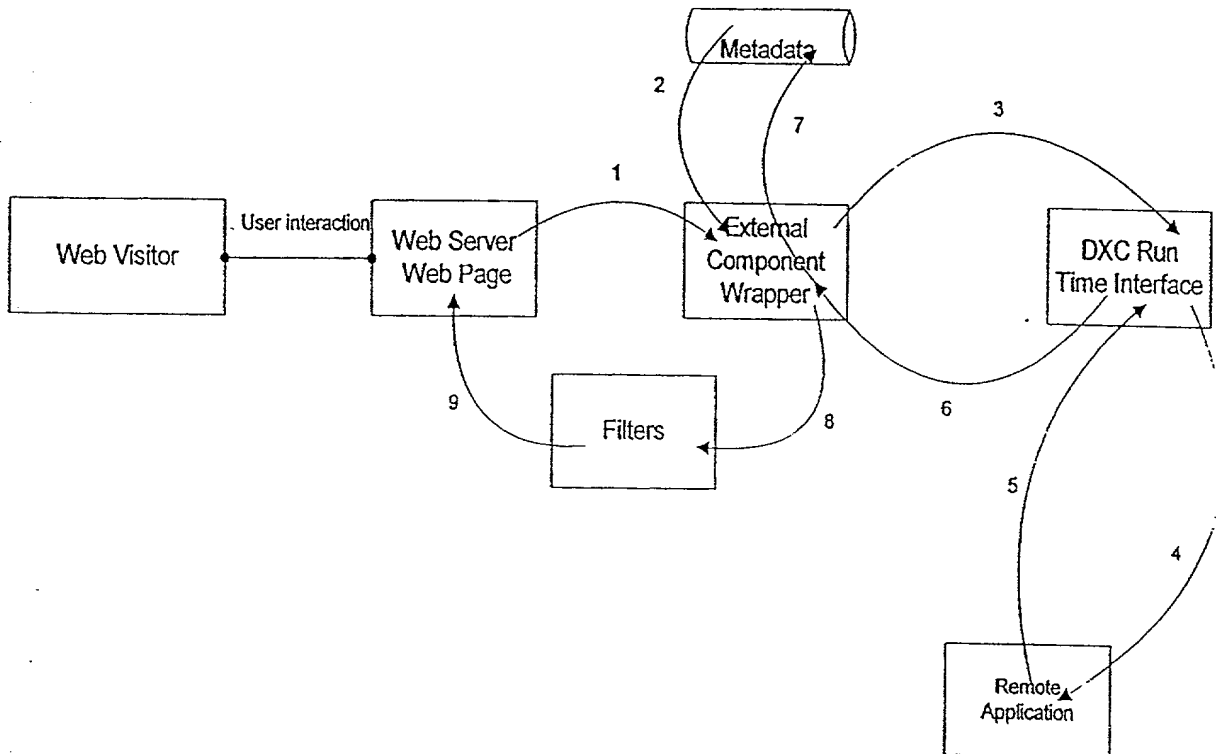 Metadata
2
7
3
1
User interaction
Web Visitor
Web Server
Web Page
External
Component
Wrapper
DXC Run
Time Interface
9
Filters
8
6
5
4
Remote
Application